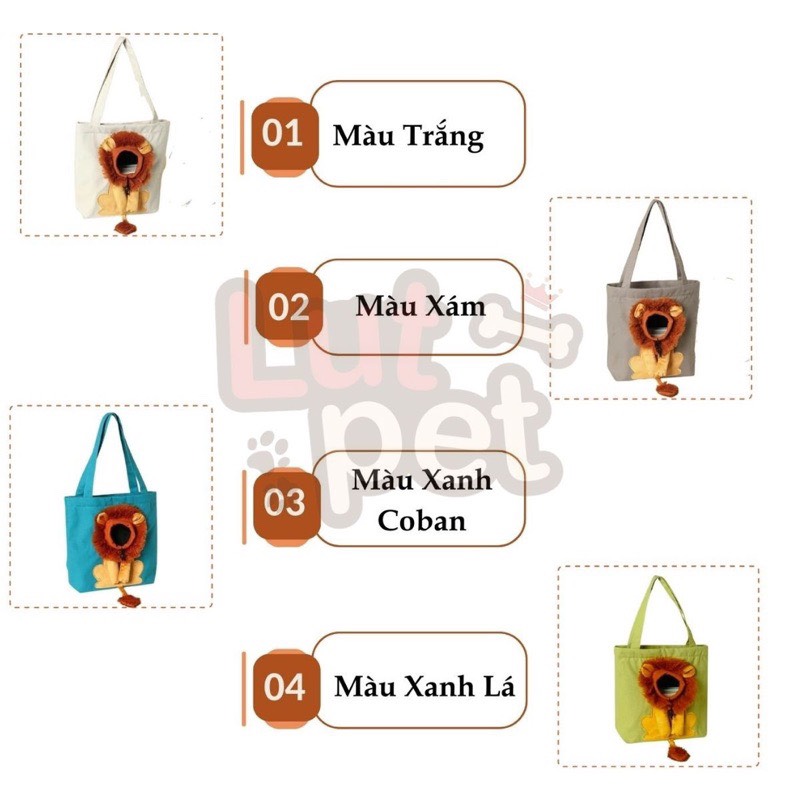 01
Màu Trắng
02
Màu Xám
Lut
pet
03
Màu Xanh
Coban
04
Màu Xanh Lá